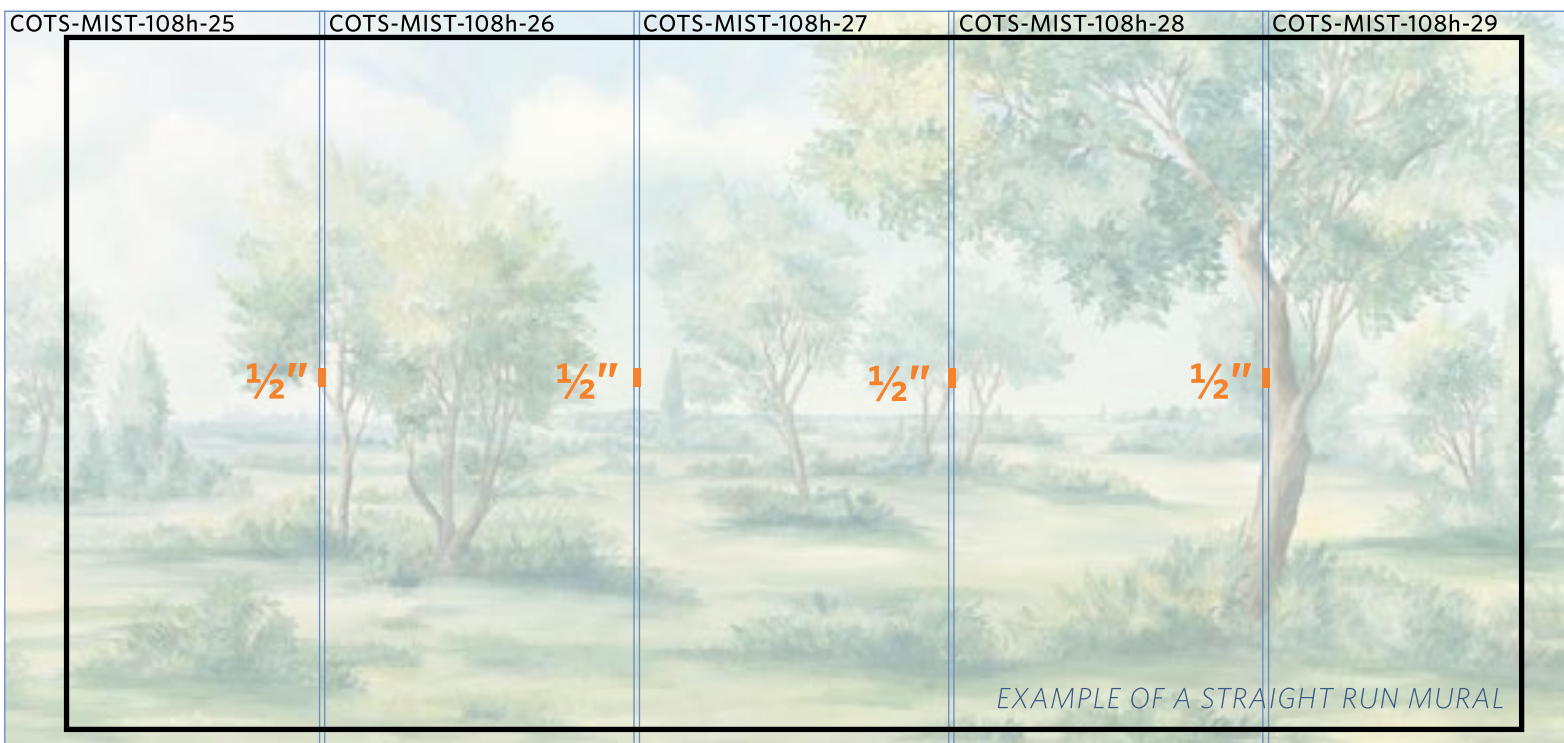 COTS-MIST-108h-25 COTS-MIST-108h-26 COTS-MIST-108h-27 COTS-MIST-108h-28 COTS-MIST-108h-29
½" ½" ½" ½"
EXAMPLE OF A STRAIGHT RUN MURAL